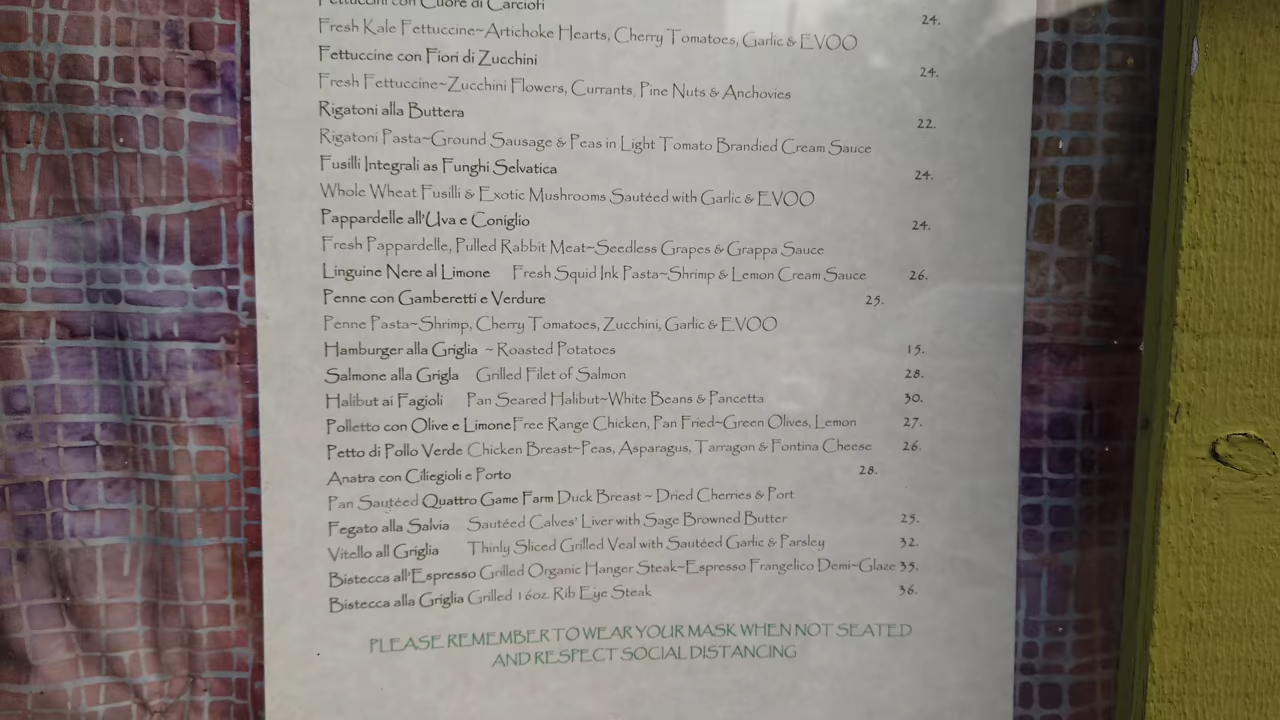 Fettuccini con Cuore di Carciofi
24.
Fresh Kale Fettuccine~Artichoke Hearts, Cherry Tomatoes, Garlic & EVOO
Fettuccine con Fiori di Zucchini
24.
Fresh Fettuccine~Zucchini Flowers, Currants, Pine Nuts & Anchovies
Rigatoni alla Buttera
22.
Rigatoni Pasta~Ground Sausage & Peas in Light Tomato Brandied Cream Sauce
Fusilli Integrali as Funghi Selvatica
24.
Whole Wheat Fusilli & Exotic Mushrooms Sautéed with Garlic & EVOO
Pappardelle all'Uva e Coniglio
24.
Fresh Pappardelle, Pulled Rabbit Meat~Seedless Grapes & Grappa Sauce
Linguine Nere al Limone Fresh Squid Ink Pasta~Shrimp & Lemon Cream Sauce 26.
Penne con Gamberetti e Verdure 25.
Penne Pasta~Shrimp, Cherry Tomatoes, Zucchini, Garlic & EVOO
Hamburger alla Griglia ~ Roasted Potatoes 15.
Salmone alla Grigla Grilled Filet of Salmon 28.
Halibut ai Fagioli Pan Seared Halibut~White Beans & Pancetta 30.
Polletto con Olive e Limone Free Range Chicken, Pan Fried~Green Olives, Lemon 27.
Petto di Pollo Verde Chicken Breast~Peas, Asparagus, Tarragon & Fontina Cheese 26.
Anatra con Ciliegioli e Porto 28.
Pan Sautéed Quattro Game Farm Duck Breast ~ Dried Cherries & Port
Fegato alla Salvia Sautéed Calves' Liver with Sage Browned Butter 25.
Vitello all Griglia Thinly Sliced Grilled Veal with Sautéed Garlic & Parsley 32.
Bistecca all'Espresso Grilled Organic Hanger Steak~Espresso Frangelico Demi~Glaze 35.
Bistecca alla Griglia Grilled 16oz Rib Eye Steak 36.
PLEASE REMEMBER TO WEAR YOUR MASK WHEN NOT SEATED
AND RESPECT SOCIAL DISTANCING